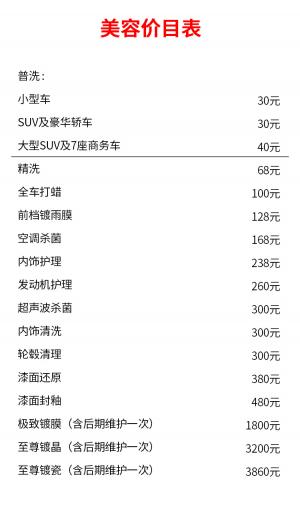 美容价目表
普洗：
小型车 30元
SUV及豪华轿车 30元
大型SUV及7座商务车 40元
精洗 68元
全车打蜡 100元
前档镀雨膜 128元
空调杀菌 168元
内饰护理 238元
发动机护理 260元
超声波杀菌 300元
内饰清洗 300元
轮毂清理 300元
漆面还原 380元
漆面封釉 480元
极致镀膜（含后期维护一次） 1800元
至尊镀晶（含后期维护一次） 3200元
至尊镀瓷（含后期维护一次） 3860元